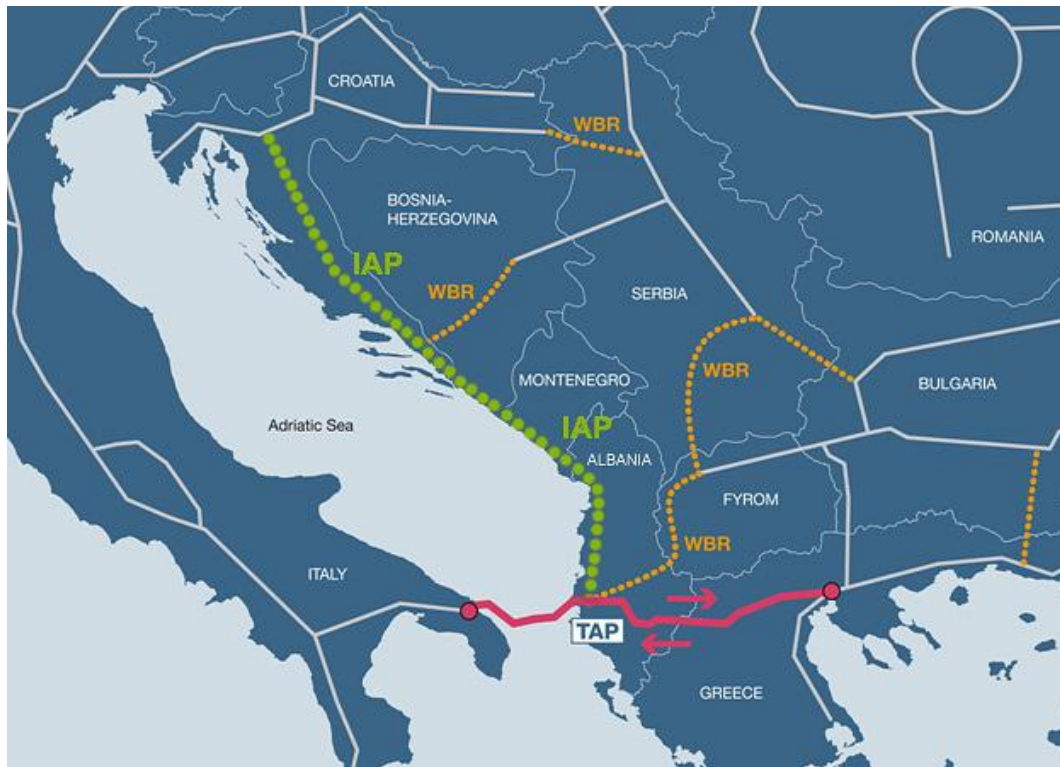 CROATIA
WBR
BOSNIA-
HERZEGOVINA
ROMANIA
IAP
WBR
SERBIA
WBR
MONTENEGRO
BULGARIA
Adriatic Sea
IAP
ALBANIA
FYROM
WBR
ITALY
TAP
GREECE